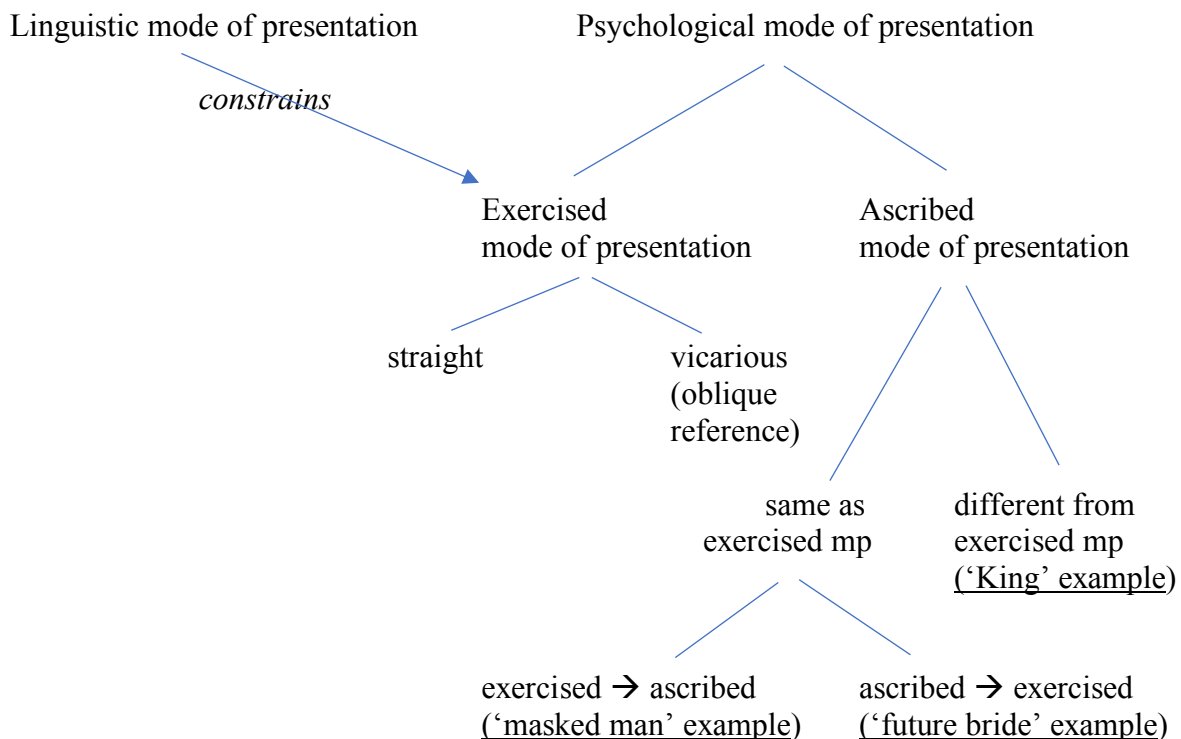 Linguistic mode of presentation
Psychological mode of presentation
constrains
Exercised
mode of presentation
Ascribed
mode of presentation
straight
vicarious
(oblique
reference)
same as
exercised mp
different from
exercised mp
(‘King’ example)
exercised → ascribed
(‘masked man’ example)
ascribed → exercised
(‘future bride’ example)